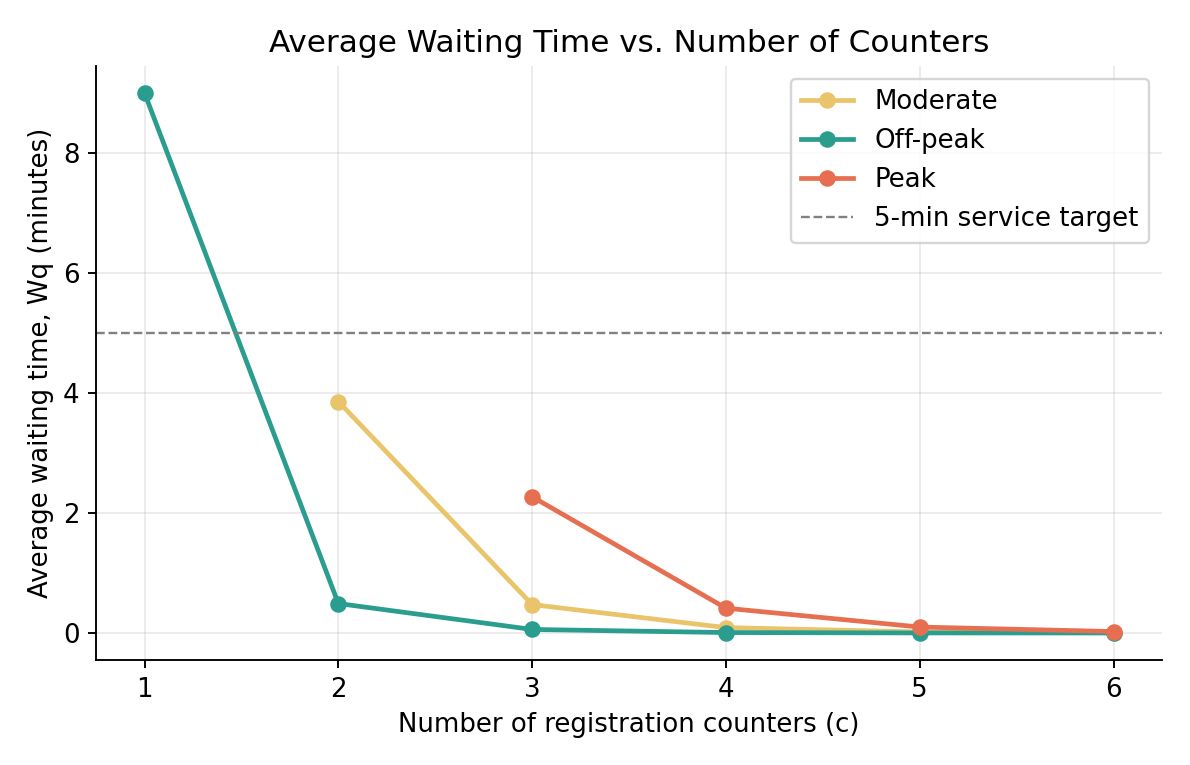 Average Waiting Time vs. Number of Counters
Average waiting time, Wq (minutes)
8
6
4
2
0
Moderate
Off-peak
Peak
5-min service target
1 2 3 4 5 6
Number of registration counters (c)